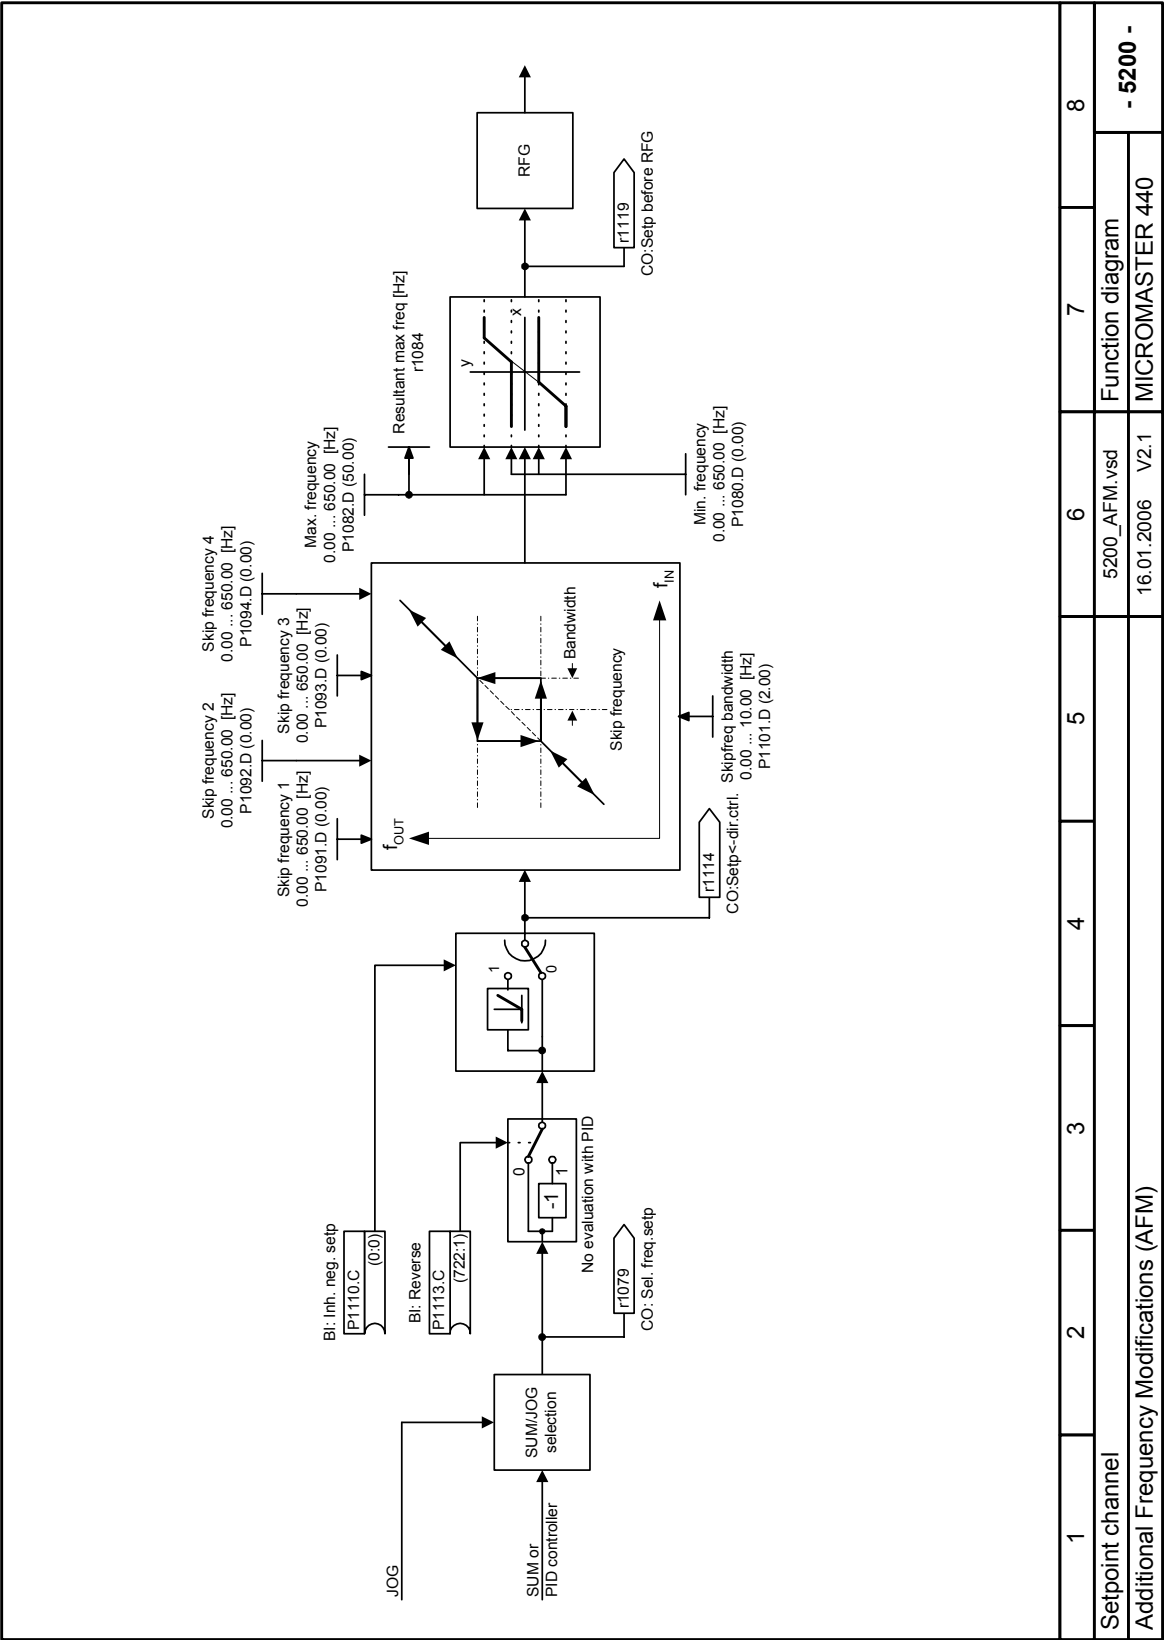 JOG
SUM or
PID controller
SUM/JOG
selection
r1079
CO: Sel. freq.setp
BI: Inh. neg. setp
P1110.C
(0:0)
BI: Reverse
P1113.C
(722:1)
0
1
-1
No evaluation with PID
1
0
r1114
CO:Setp<-dir.ctrl.
Skip frequency 1
0.00 ... 650.00 [Hz]
P1091.D (0.00)
Skip frequency 2
0.00 ... 650.00 [Hz]
P1092.D (0.00)
Skip frequency 3
0.00 ... 650.00 [Hz]
P1093.D (0.00)
Skip frequency 4
0.00 ... 650.00 [Hz]
P1094.D (0.00)
fOUT
fIN
Bandwidth
Skip frequency
Skipfreq bandwidth
0.00 ... 10.00 [Hz]
P1101.D (2.00)
Max. frequency
0.00 ... 650.00 [Hz]
P1082.D (50.00)
Resultant max freq [Hz]
r1084
y
x
Min. frequency
0.00 ... 650.00 [Hz]
P1080.D (0.00)
r1119
CO:Setp before RFG
RFG
1 2 3 4 5 6 7 8
Setpoint channel
5200_AFM.vsd
Function diagram
- 5200 -
Additional Frequency Modifications (AFM)
16.01.2006 V2.1
MICROMASTER 440